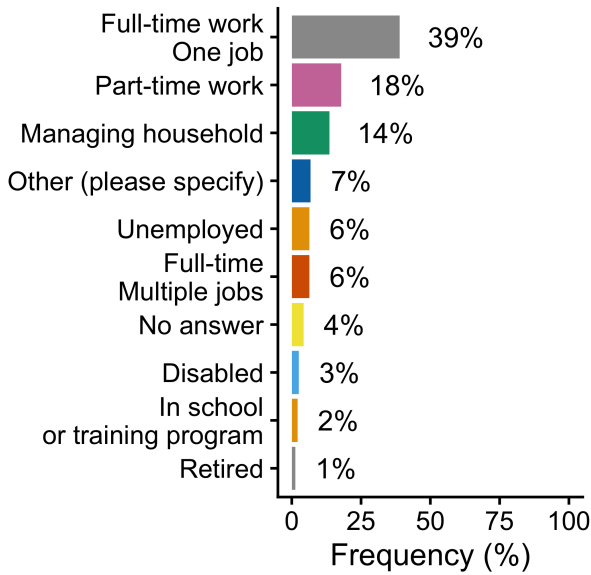 Full-time work
One job
39%
Part-time work
18%
Managing household
14%
Other (please specify)
7%
Unemployed
6%
Full-time
Multiple jobs
6%
No answer
4%
Disabled
3%
In school
or training program
2%
Retired
1%
0 25 50 75 100
Frequency (%)